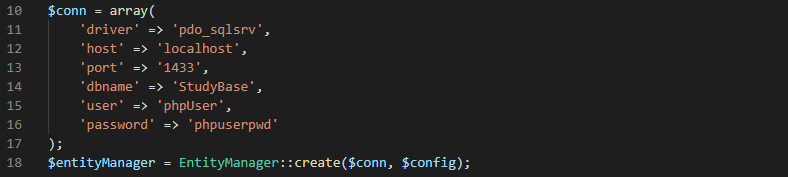 10 $conn = array(
11     'driver' => 'pdo_sqlsrv',
12     'host' => 'localhost',
13     'port' => '1433',
14     'dbname' => 'StudyBase',
15     'user' => 'phpUser',
16     'password' => 'phpuserpwd'
17 );
18 $entityManager = EntityManager::create($conn, $config);